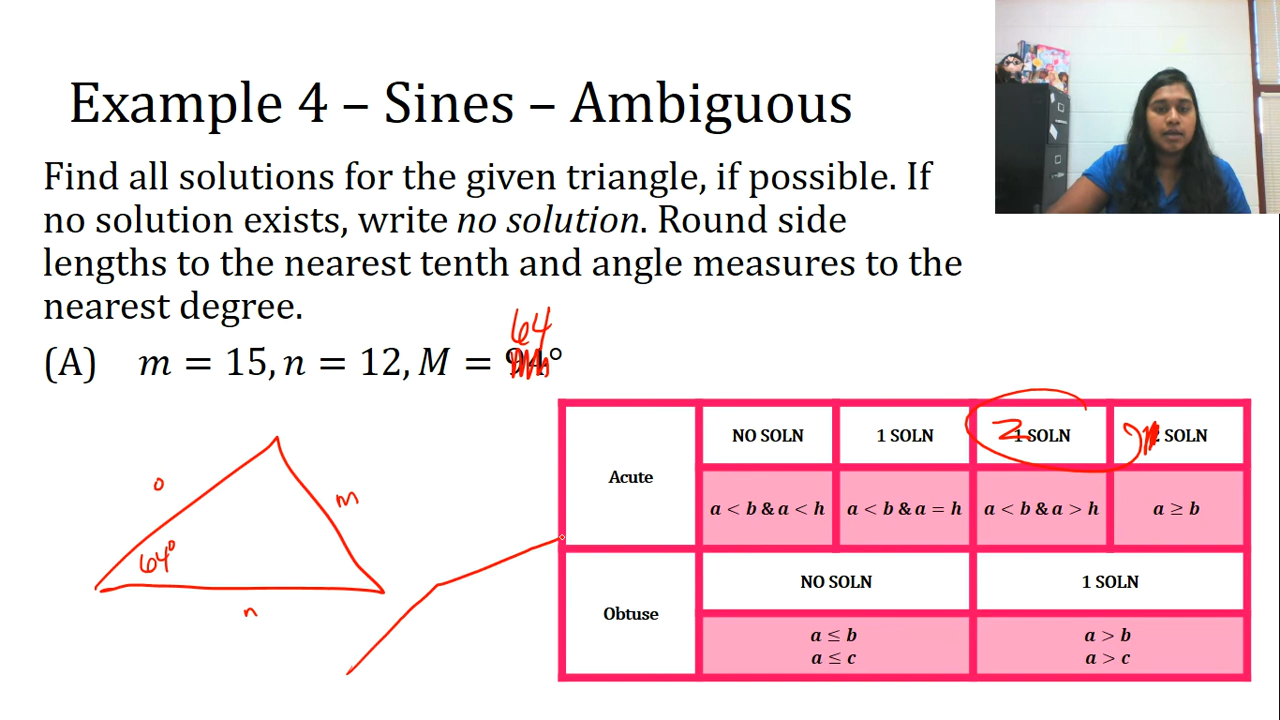 Example 4 – Sines – Ambiguous
Find all solutions for the given triangle, if possible. If
no solution exists, write no solution. Round side
lengths to the nearest tenth and angle measures to the
nearest degree.
64
(A) m = 15, n = 12, M = 94°
o
m
64°
n
Acute
NO SOLN
1 SOLN
2 SOLN
1 SOLN
a < b & a < h
a < b & a = h
a < b & a > h
a ≥ b
Obtuse
NO SOLN
1 SOLN
a ≤ b
a ≤ c
a > b
a > c